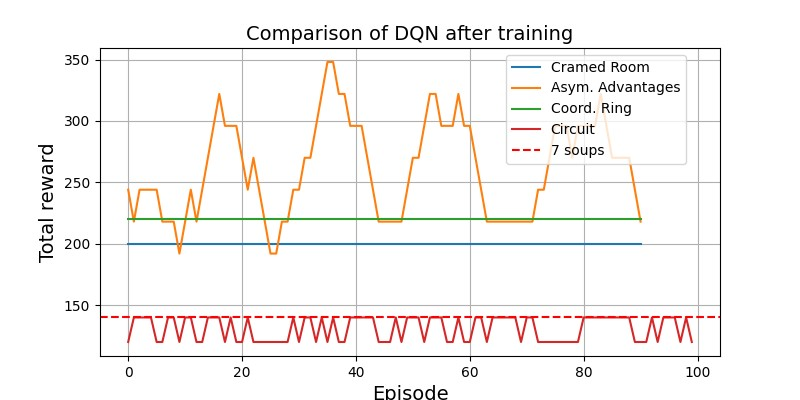 Comparison of DQN after training
Total reward
350
300
250
200
150
Cramed Room
Asym. Advantages
Coord. Ring
Circuit
7 soups
0 20 40 60 80 100
Episode